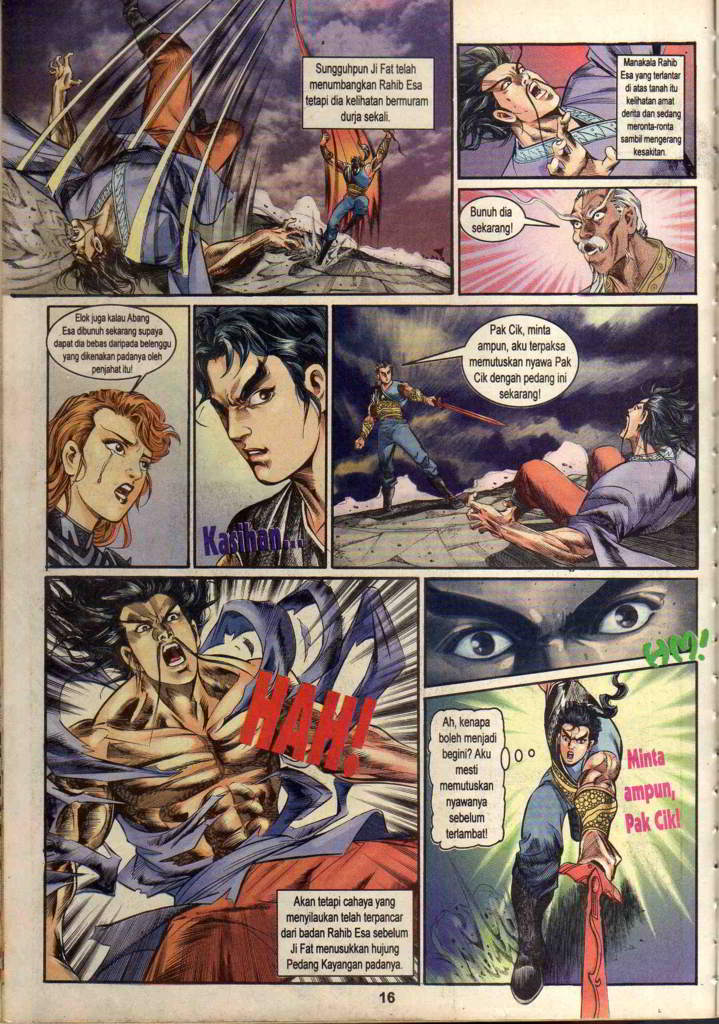 Sungguhpun Ji Fat telah
menumbangkan Rahib Esa
tetapi dia kelihatan bermuram
durja sekali.
Manakala Rahib
Esa yang terlantar
di atas tanah itu
kelihatan amat
derita dan sedang
meronta-ronta
sambil mengerang
kesakitan.
Bunuh dia
sekarang!
Elok juga kalau Abang
Esa dibunuh sekarang supaya
dapat dia bebas daripada belenggu
yang dikenakan padanya oleh
penjahat itu!
Kasihan...
Pak Cik, minta
ampun, aku terpaksa
memutuskan nyawa Pak
Cik dengah pedang ini
sekarang!
HAH!
Akan tetapi cahaya yang
menyilaukan telah terpancar
dari badan Rahib Esa sebelum
Ji Fat menusukkan hujung
Pedang Kayangan padanya.
HM!
Ah, kenapa
boleh menjadi
begini? Aku
mesti
memutuskan
nyawanya
sebelum
terlambat!
Minta
ampun,
Pak Cik!
16